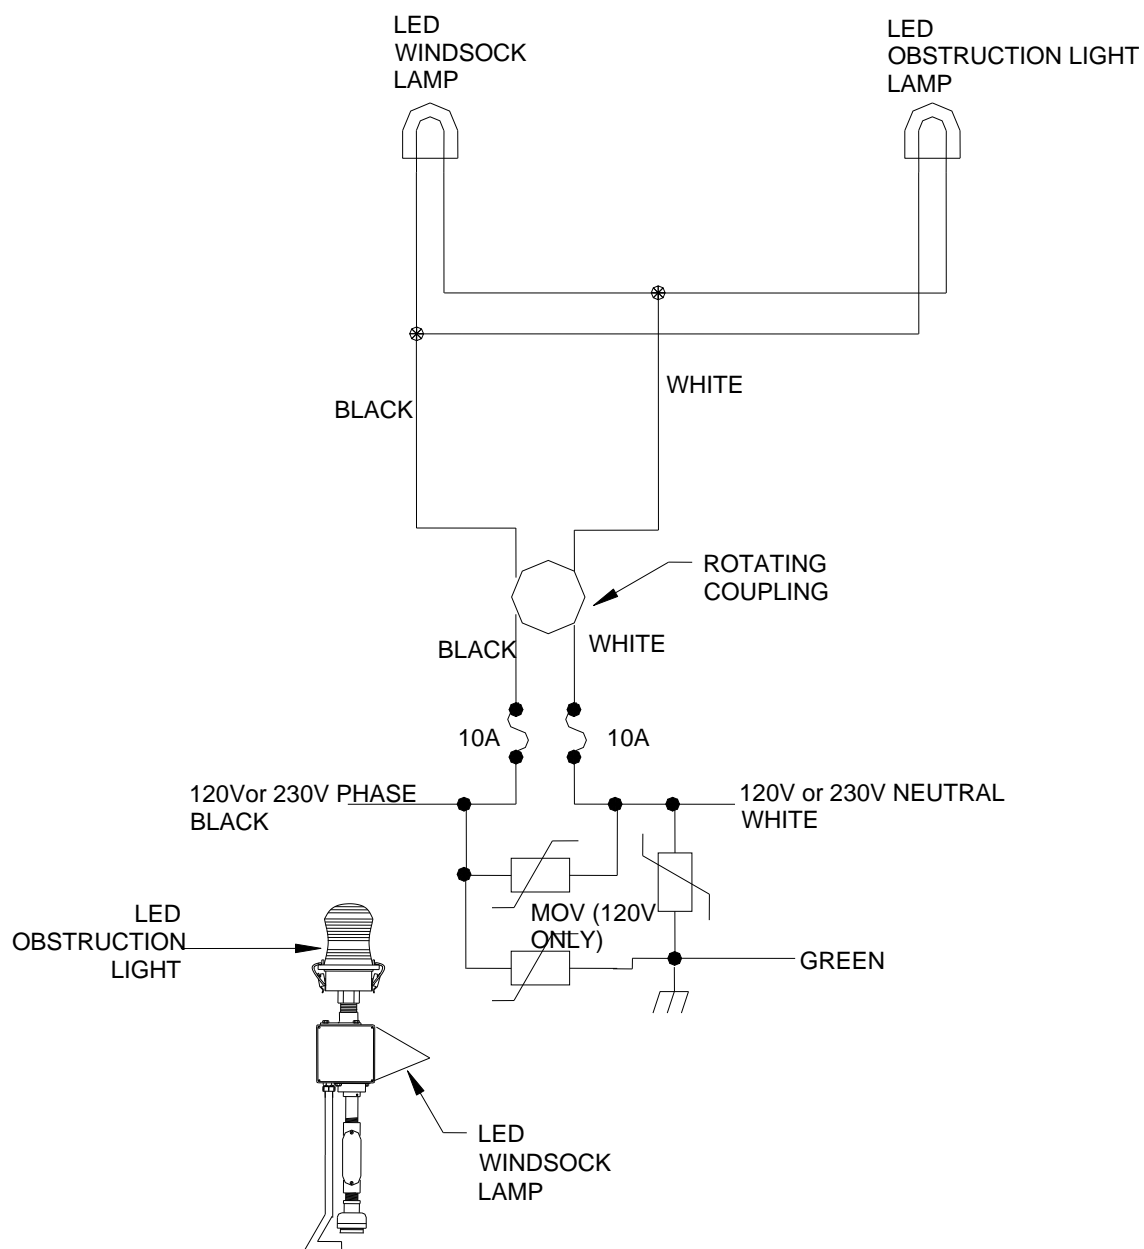 LED
WINDSOCK
LAMP
LED
OBSTRUCTION LIGHT
LAMP
WHITE
BLACK
ROTATING
COUPLING
BLACK
WHITE
10A
10A
120Vor 230V PHASE
BLACK
120V or 230V NEUTRAL
WHITE
MOV (120V
ONLY)
LED
OBSTRUCTION
LIGHT
GREEN
LED
WINDSOCK
LAMP